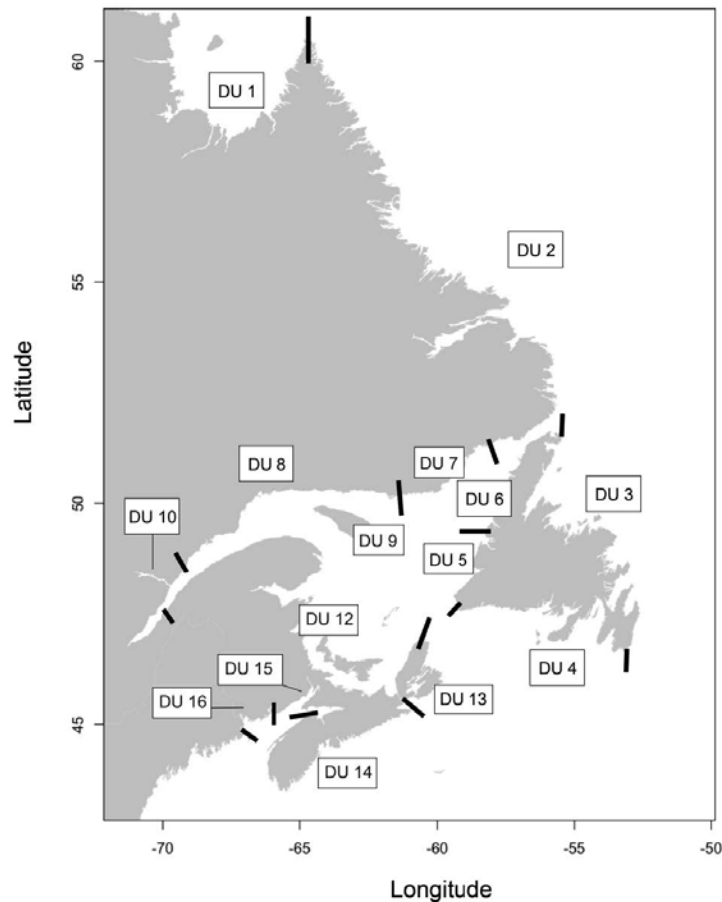 60
DU 1
DU 2
55
Latitude
DU 8
DU 7
DU 10
50
DU 6
DU 3
DU 9
DU 5
DU 12
DU 15
DU 4
DU 16
DU 13
45
DU 14
-70
-65
-60
-55
-50
Longitude